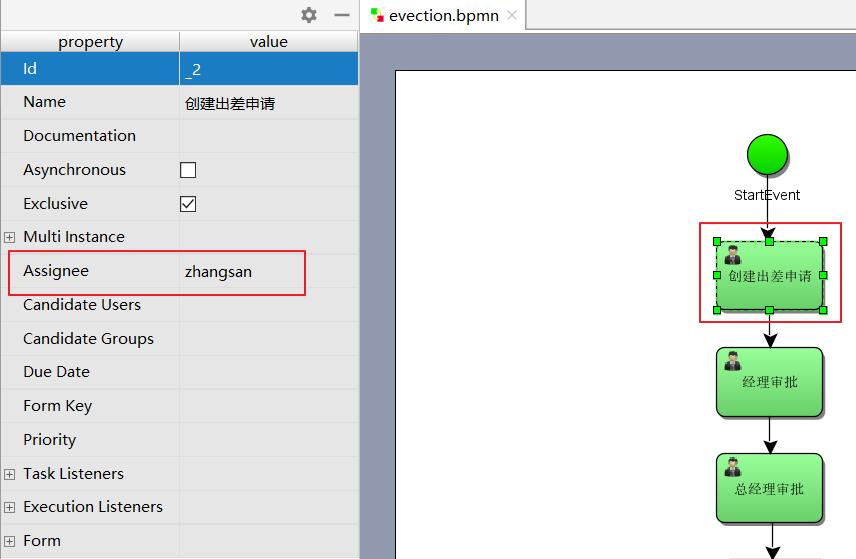 evection.bpmn
property value
Id _2
Name 创建出差申请
Documentation
Asynchronous
Exclusive
Multi Instance
Assignee zhangsan
Candidate Users
Candidate Groups
Due Date
Form Key
Priority
Task Listeners
Execution Listeners
Form
StartEvent
创建出差申请
经理审批
总经理审批